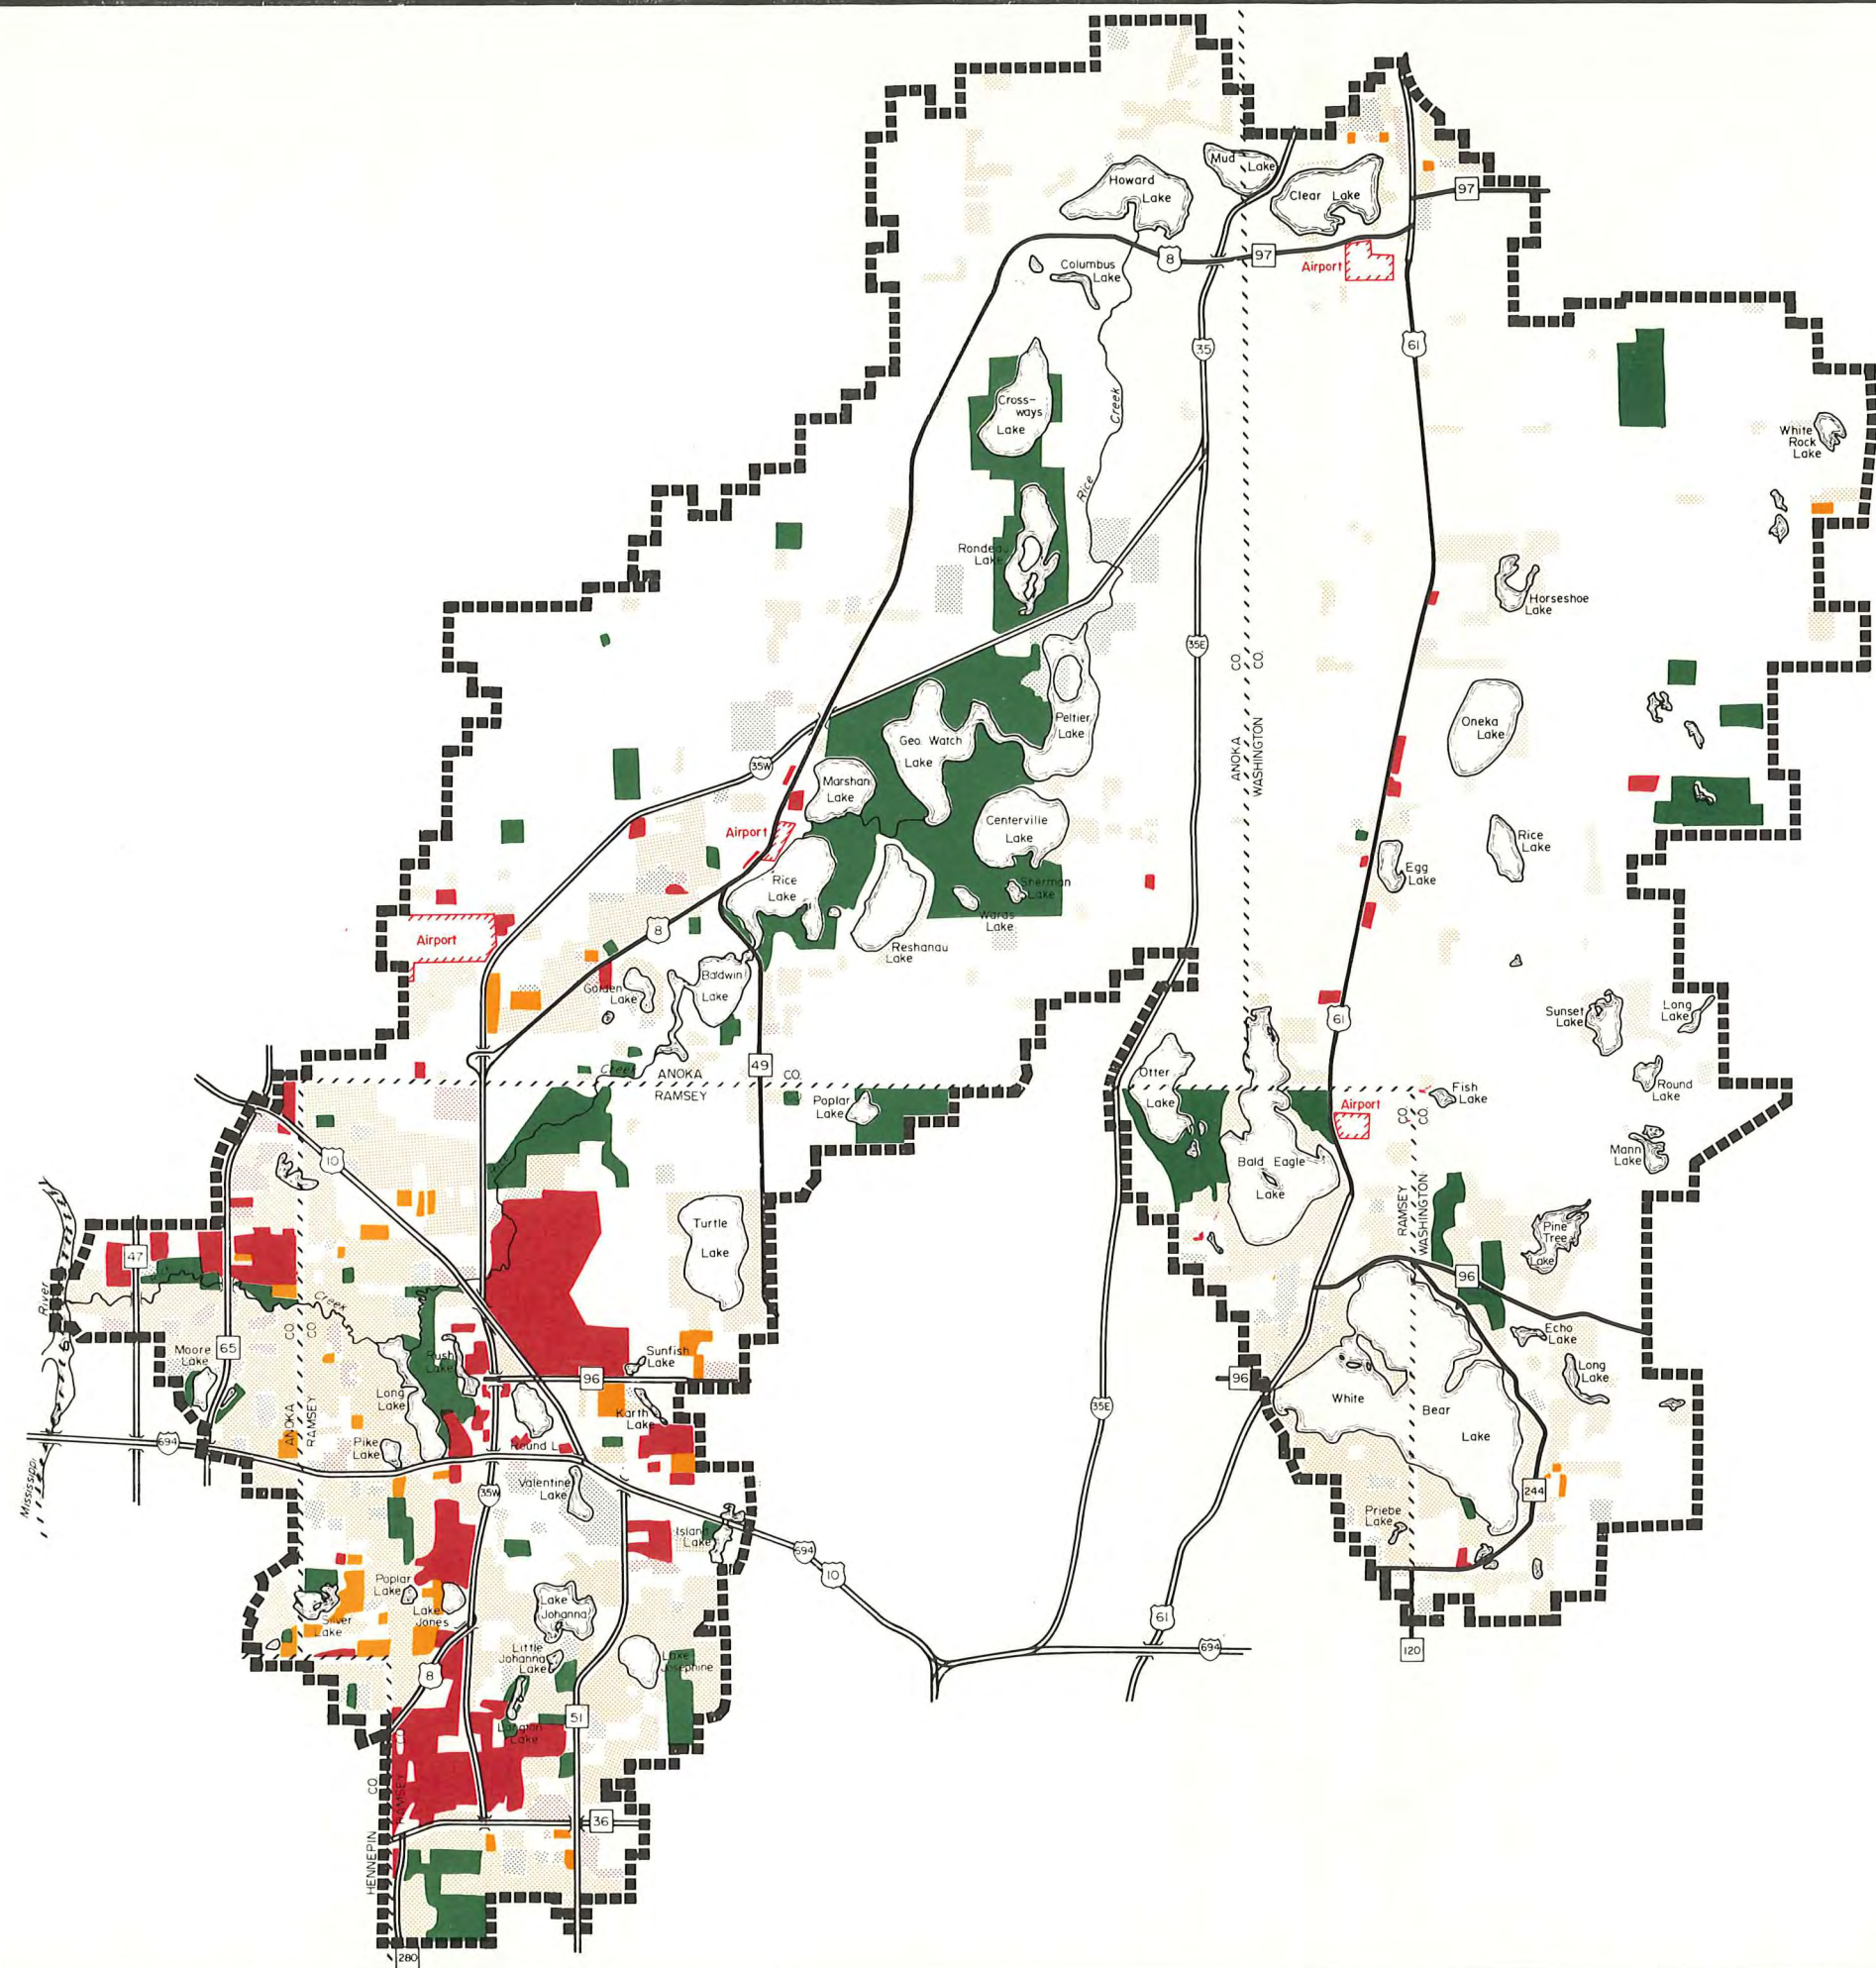 Mud Lake
Howard
Lake
Clear Lake
97
8
97
Airport
Columbus
Lake
35
61
Cross-
ways
Lake
Creek
Rice
White
Rock
Lake
Rondeau
Lake
Horseshoe
Lake
35E
ANOKA CO.
WASHINGTON CO.
Peltier
Lake
Oneka
Lake
Geo. Watch
Lake
35W
Marshan
Lake
Centerville
Lake
Airport
Rice
Lake
Egg
Lake
Rice
Lake
Sherman
Lake
Wards
Lake
8
Airport
Reshanau
Lake
Baldwin
Lake
Golden
Lake
61
Sunset
Lake
Long
Lake
49
Creek
ANOKA CO.
RAMSEY
Otter
Lake
Fish
Lake
Round
Lake
Poplar
Lake
Airport
CO.
CO.
10
Mann
Lake
Bald Eagle
Lake
RAMSEY
WASHINGTON
Turtle
Lake
Pine
Tree
Lake
47
96
River
Creek
CO.
CO.
65
Moore
Lake
Rush
Lake
Sunfish
Lake
Echo
Lake
96
96
Long
Lake
Long
Lake
White
Bear
Lake
ANOKA
RAMSEY
Karth
Lake
35E
694
Pike
Lake
Round L.
Mississippi
35W
Valentine
Lake
244
Priebe
Lake
Island
Lake
694
10
Poplar
Lake
Lake
Jones
Lake
Johanna
Silver
Lake
61
Little
Johanna
Lake
Lake
Josephine
694
120
8
Langton
Lake
51
CO.
CO.
HENNEPIN
RAMSEY
36
280